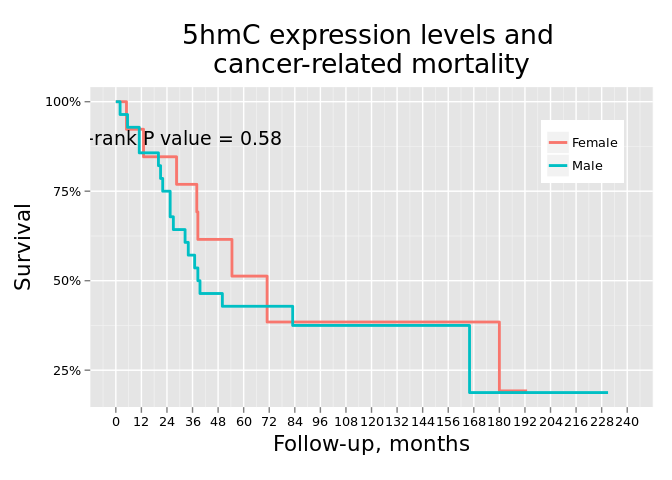 5hmC expression levels and
cancer-related mortality
100%
75%
50%
25%
Survival
-rank P value = 0.58
Female
Male
0 12 24 36 48 60 72 84 96 108 120 132 144 156 168 180 192 204 216 228 240
Follow-up, months